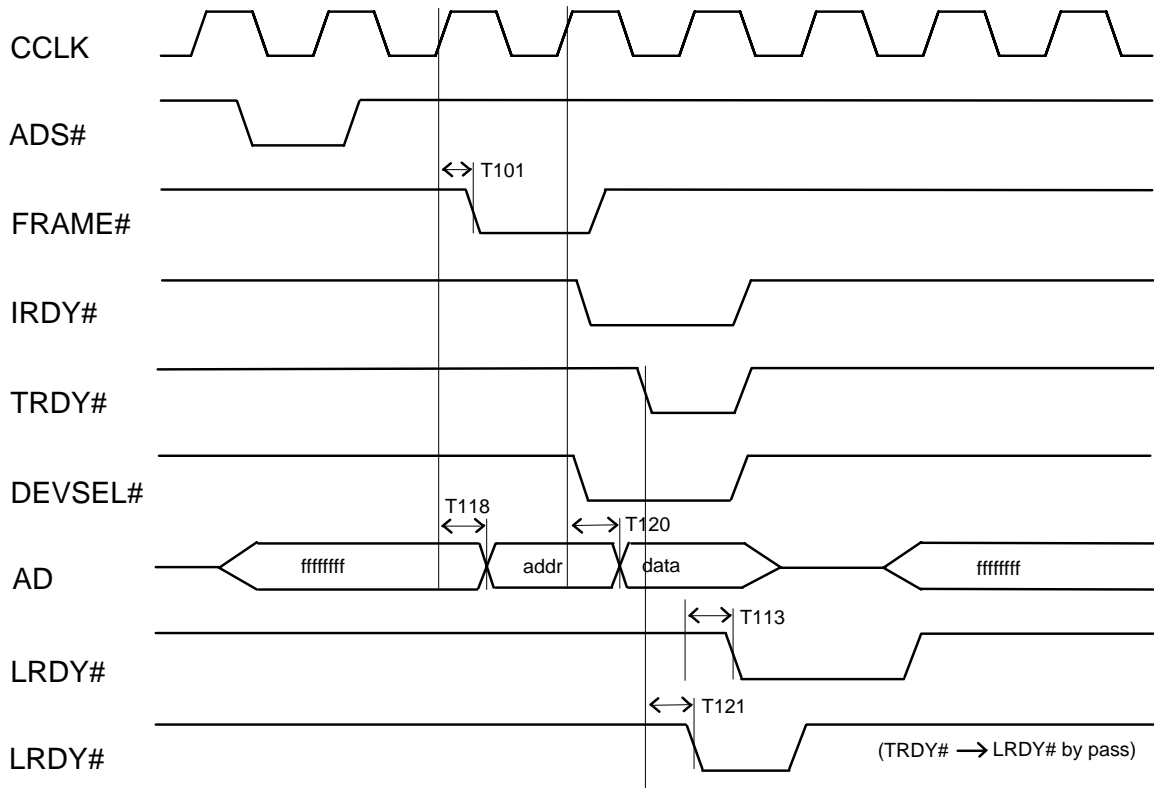 CCLK
ADS#
T101
FRAME#
IRDY#
TRDY#
DEVSEL#
T118
T120
AD
ffffffff
addr
data
ffffffff
T113
LRDY#
T121
LRDY#
(TRDY# → LRDY# by pass)